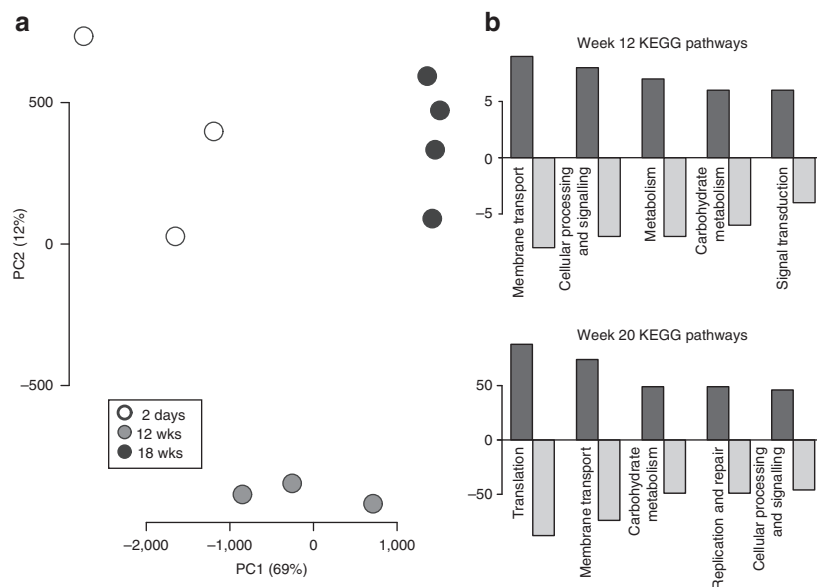 a
500
0
−500
PC2 (12%)
2 days
12 wks
18 wks
−2,000
−1,000
0
1,000
PC1 (69%)
b
Week 12 KEGG pathways
5
0
−5
Membrane transport
Cellular processing
and signalling
Metabolism
Carbohydrate
metabolism
Signal transduction
Week 20 KEGG pathways
50
0
−50
Translation
Membrane transport
Carbohydrate
metabolism
Replication and repair
Cellular processing
and signalling